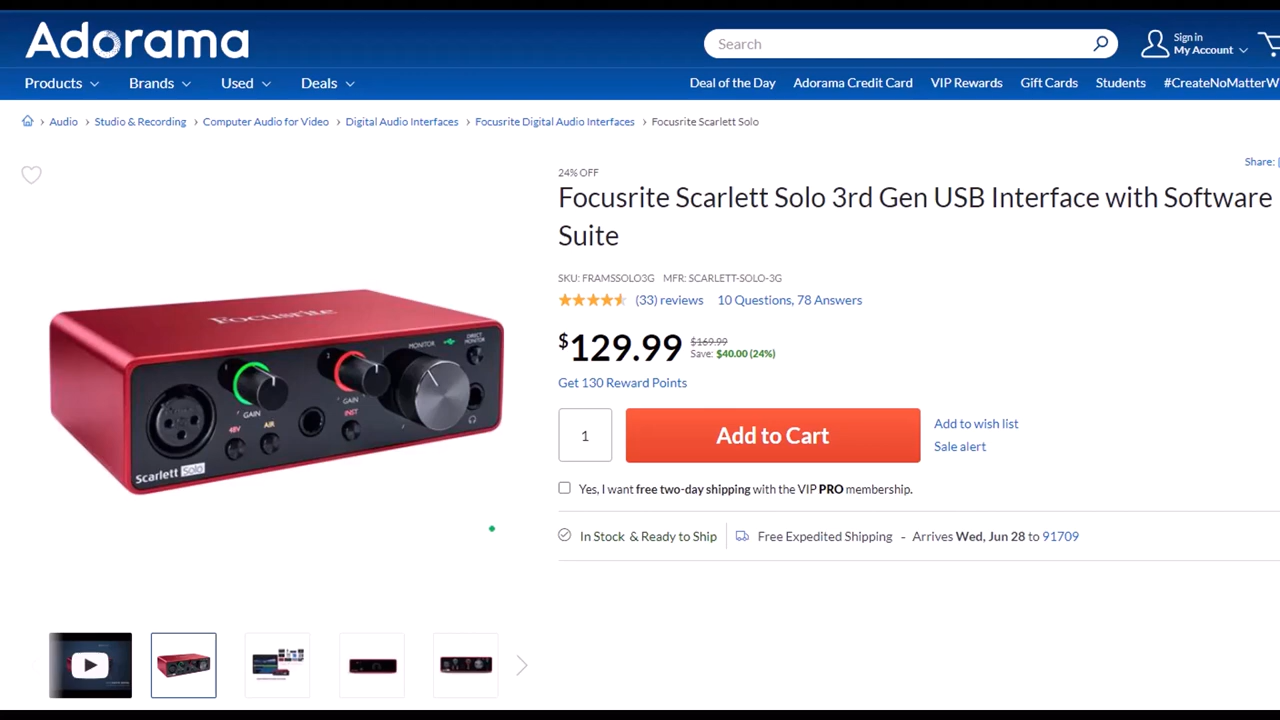 Adorama
Search
Sign in
My Account
Products
Brands
Used
Deals
Deal of the Day
Adorama Credit Card
VIP Rewards
Gift Cards
Students
#CreateNoMatterW
› Audio › Studio & Recording › Computer Audio for Video › Digital Audio Interfaces › Focusrite Digital Audio Interfaces › Focusrite Scarlett Solo
Share:
24% OFF
Focusrite Scarlett Solo 3rd Gen USB Interface with Software
Suite
SKU: FRAMSSOLO3G MFR: SCARLETT-SOLO-3G
(33) reviews
10 Questions, 78 Answers
$129.99
$169.99
Save: $40.00 (24%)
Get 130 Reward Points
1
Add to Cart
Add to wish list
Sale alert
Yes, I want free two-day shipping with the VIP PRO membership.
In Stock & Ready to Ship
Free Expedited Shipping - Arrives Wed, Jun 28 to 91709
Focusrite
MONITOR
DIRECT
MONITOR
1
2
GAIN
GAIN
48V
AIR
INST
Scarlett Solo